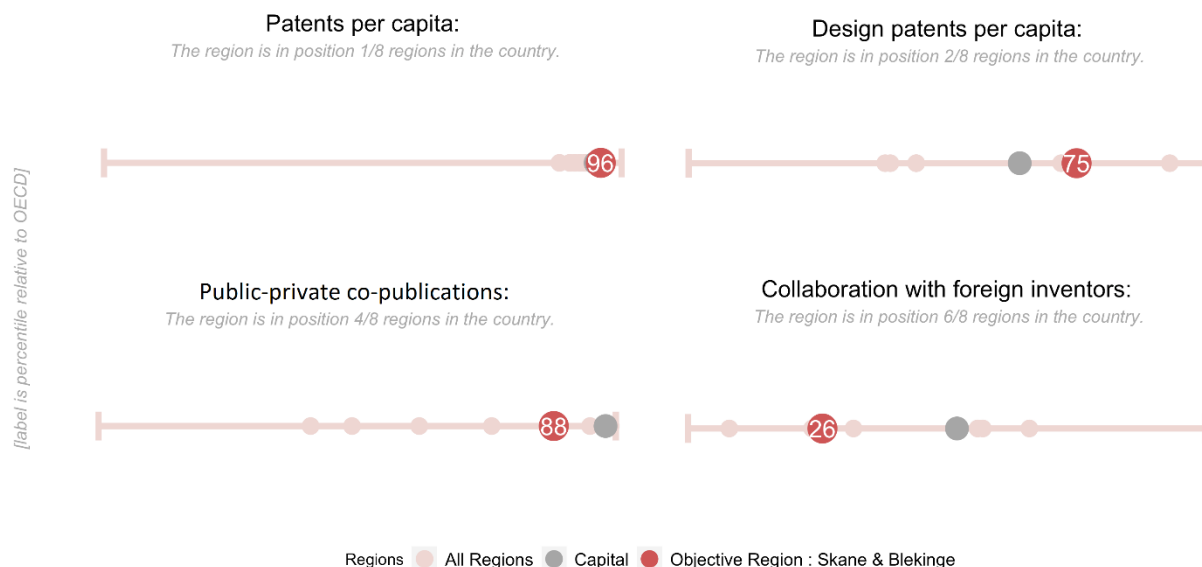 Patents per capita:
The region is in position 1/8 regions in the country.
Design patents per capita:
The region is in position 2/8 regions in the country.
96
75
[label is percentile relative to OECD]
Public-private co-publications:
The region is in position 4/8 regions in the country.
Collaboration with foreign inventors:
The region is in position 6/8 regions in the country.
88
26
Regions All Regions Capital Objective Region : Skane & Blekinge